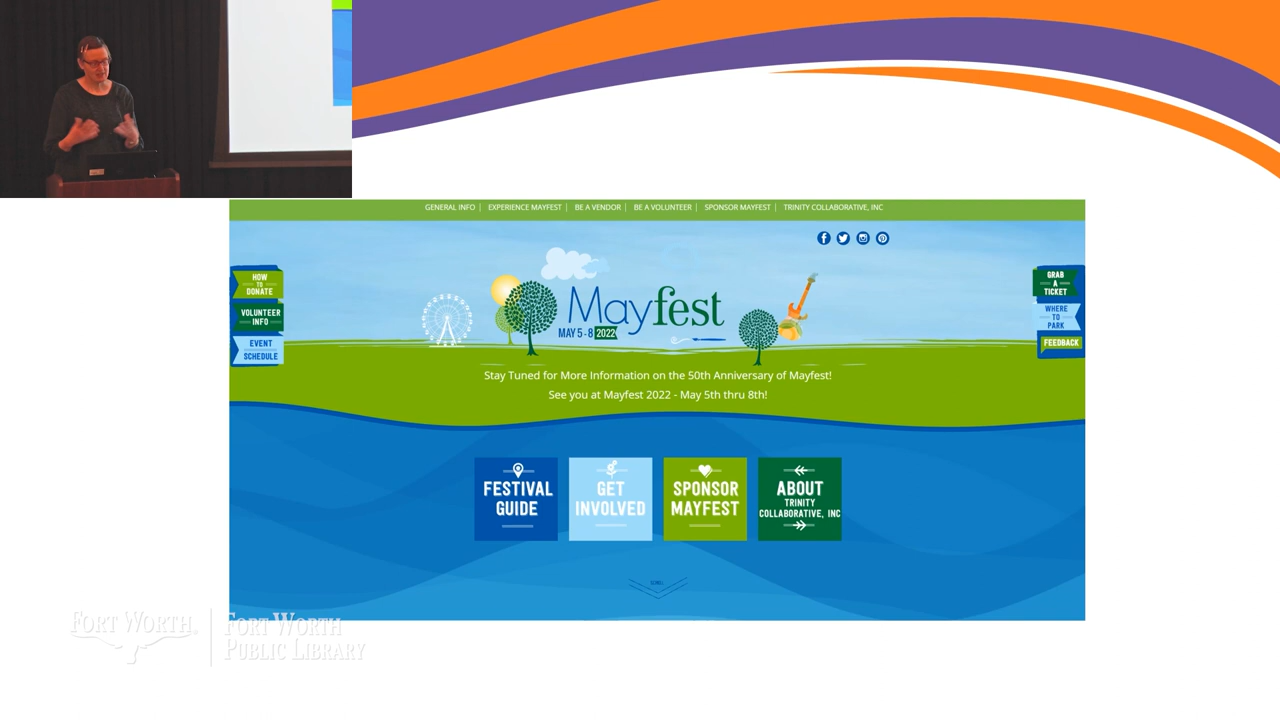 GENERAL INFO | EXPERIENCE MAYFEST | BE A VENDOR | BE A VOLUNTEER | SPONSOR MAYFEST | TRINITY COLLABORATIVE, INC
HOW
TO
DONATE
VOLUNTEER
INFO
EVENT
SCHEDULE
Mayfest
MAY 5-8 2022
GRAB
A
TICKET
WHERE
TO
PARK
FEEDBACK
Stay Tuned for More Information on the 50th Anniversary of Mayfest!
See you at Mayfest 2022 - May 5th thru 8th!
FESTIVAL
GUIDE
GET
INVOLVED
SPONSOR
MAYFEST
ABOUT
TRINITY
COLLABORATIVE, INC
SCROLL
FORT WORTH®
FORT WORTH
PUBLIC LIBRARY